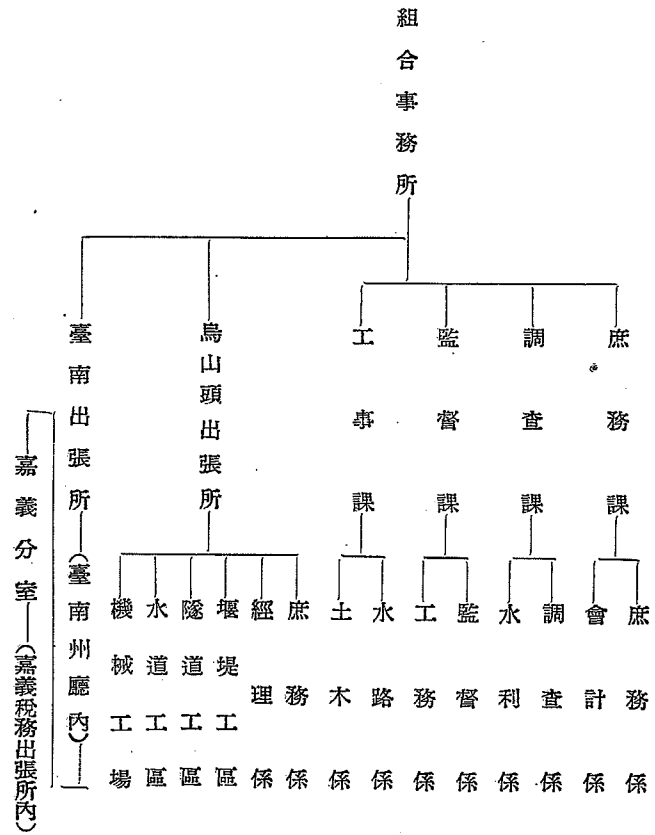 組合事務所
庶務課
調查課
監督課
工事課
烏山頭出張所
臺南出張所
(臺南州廳內)
嘉義分室
(嘉義稅務出張所內)
庶務係
會計係
調查係
水利係
監督係
工務係
水路係
土木係
庶務係
經理係
堰堤工區
隧道工區
水道工區
機械工場